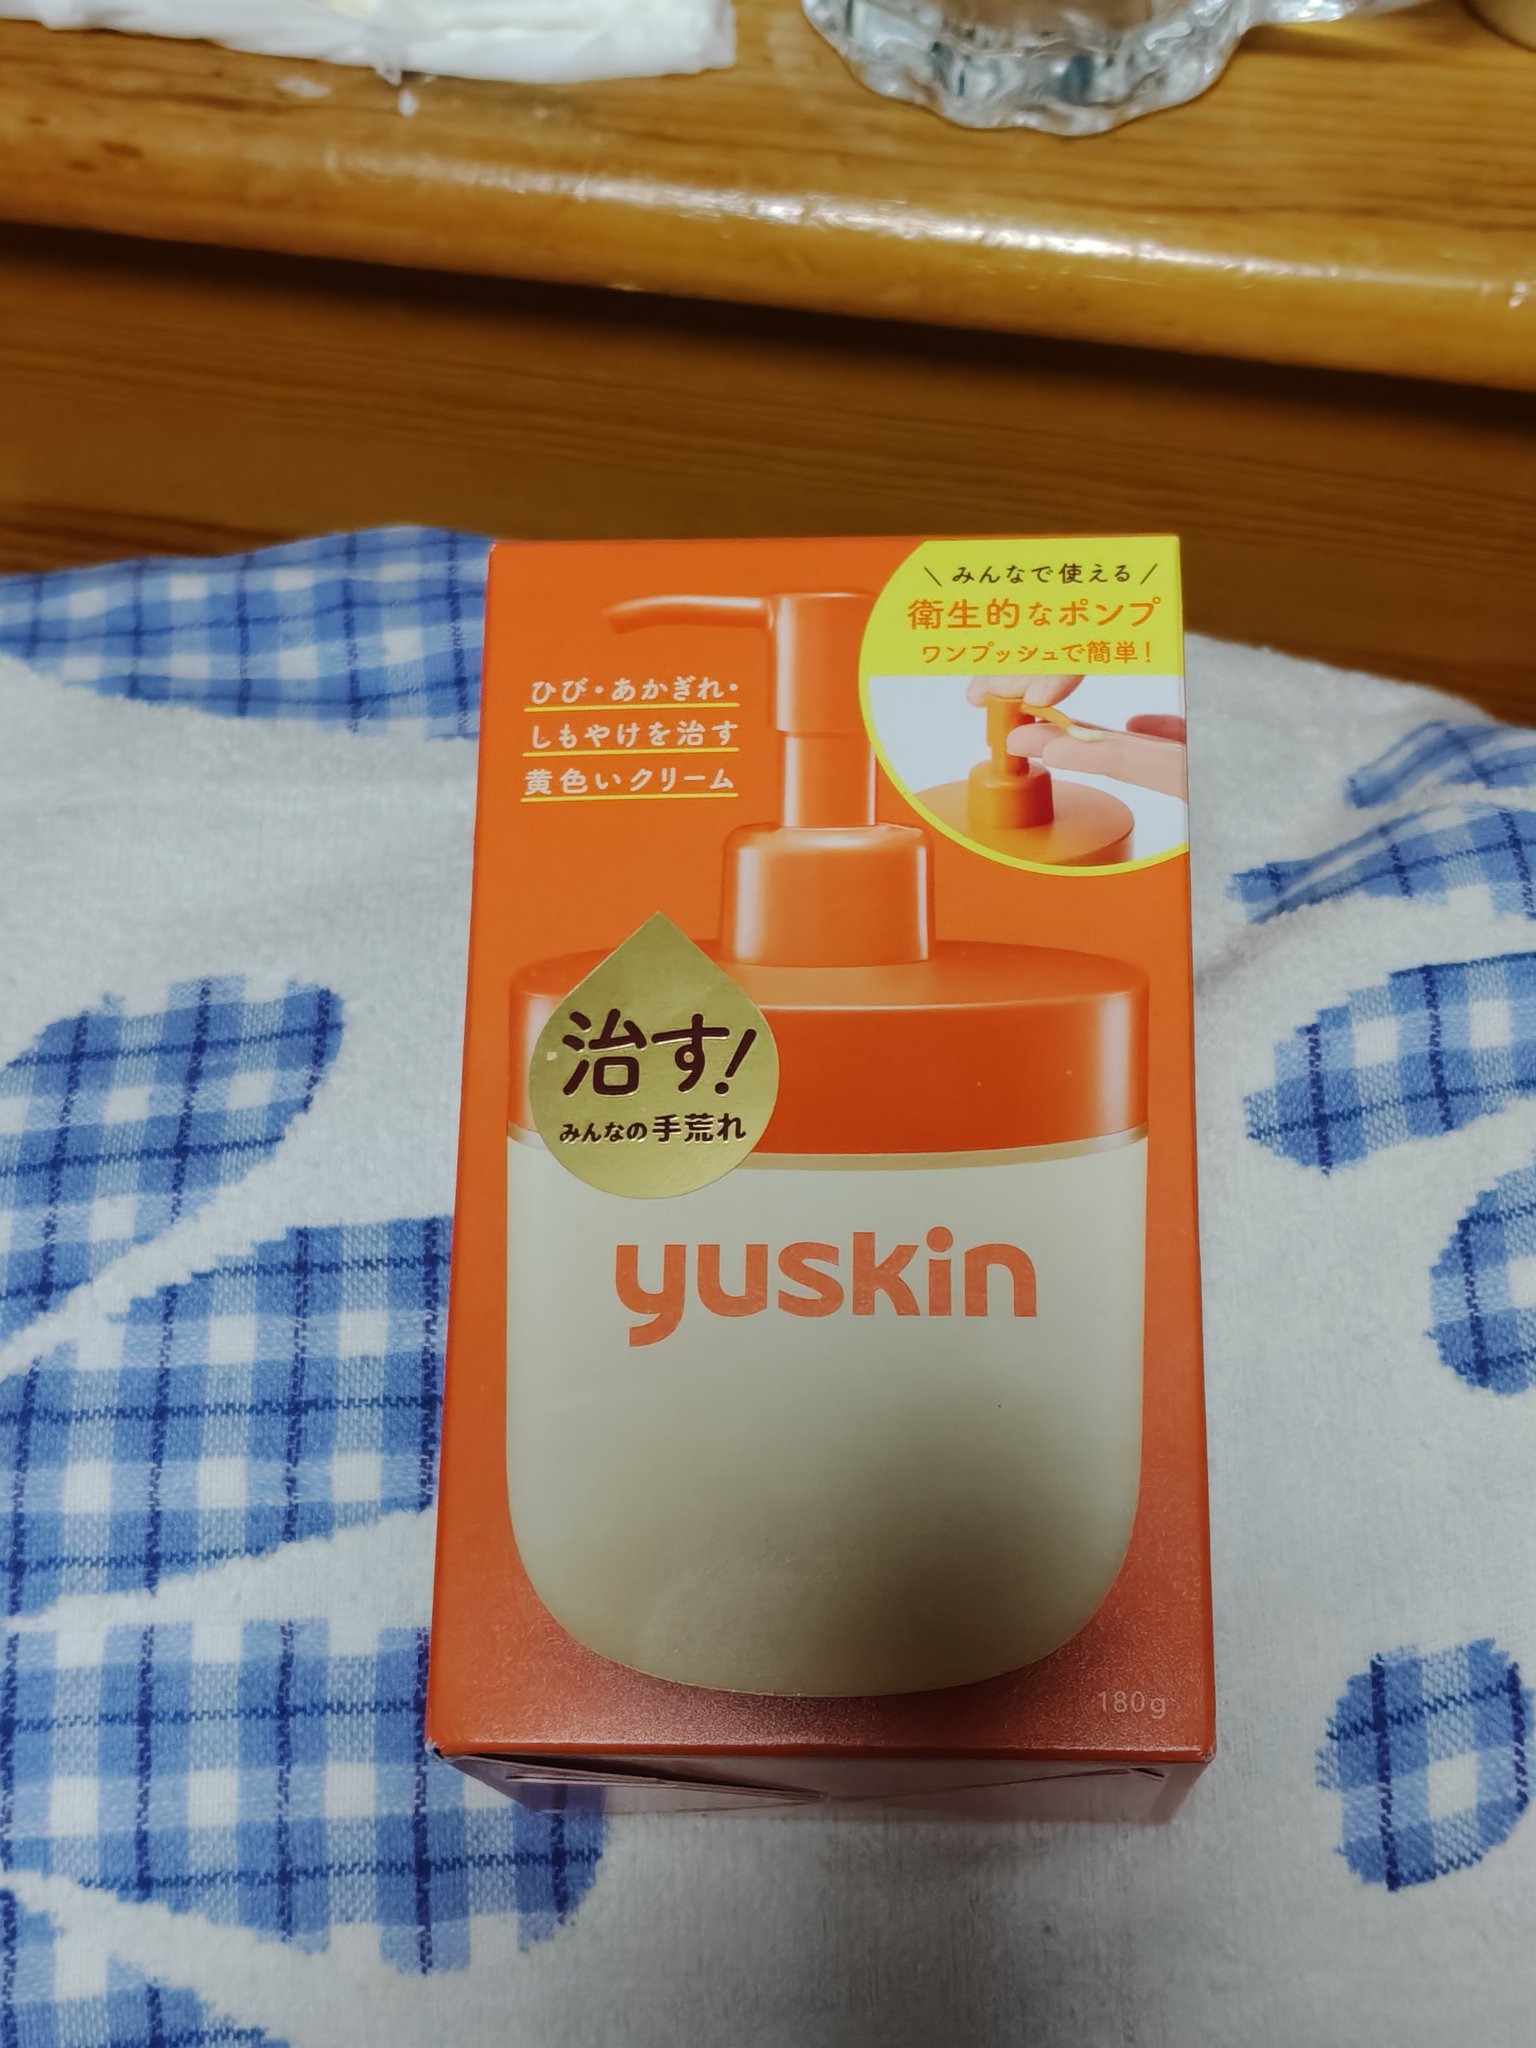 ＼みんなで使える／
衛生的なポンプ
ワンプッシュで簡単！
ひび・あかぎれ・
しもやけを治す
黄色いクリーム
治す！
みんなの手荒れ
yuskin
180g